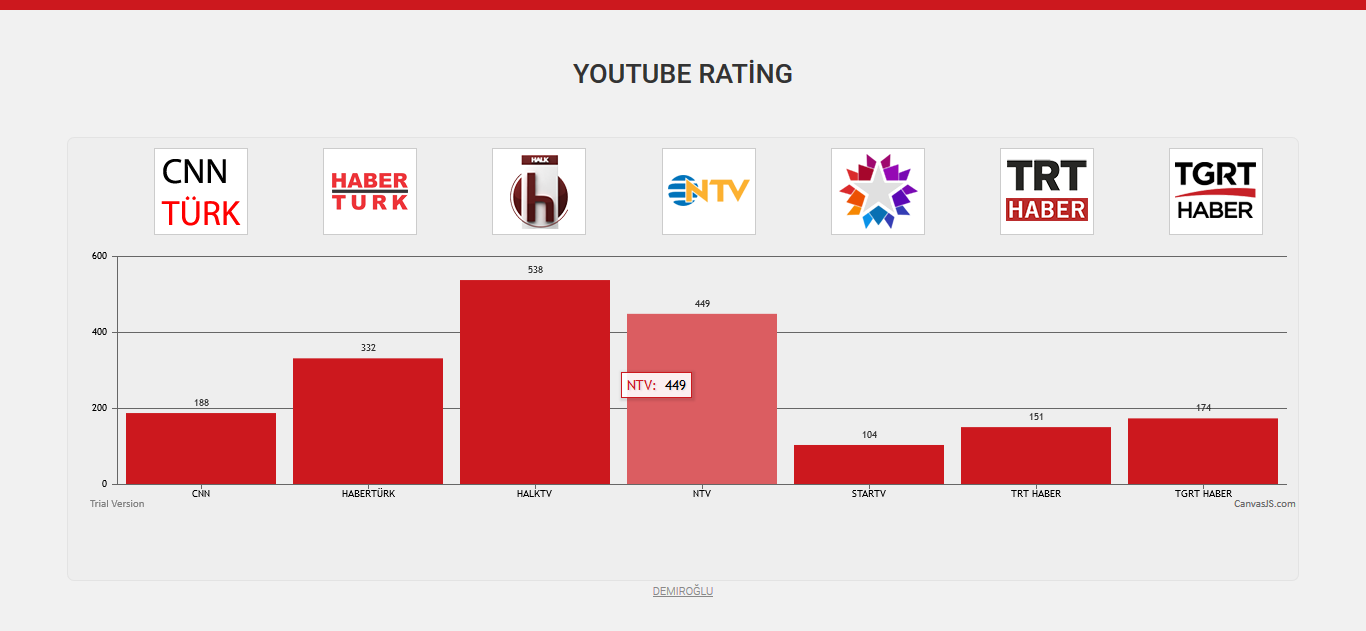 YOUTUBE RATİNG
CNN
TÜRK
HABER
TURK
HALK
h
NTV
TRT
HABER
TGRT
HABER
600
400
200
0
188
332
538
449
104
151
174
NTV: 449
CNN
HABERTÜRK
HALKTV
NTV
STARTV
TRT HABER
TGRT HABER
Trial Version
CanvasJS.com
DEMIROĞLU